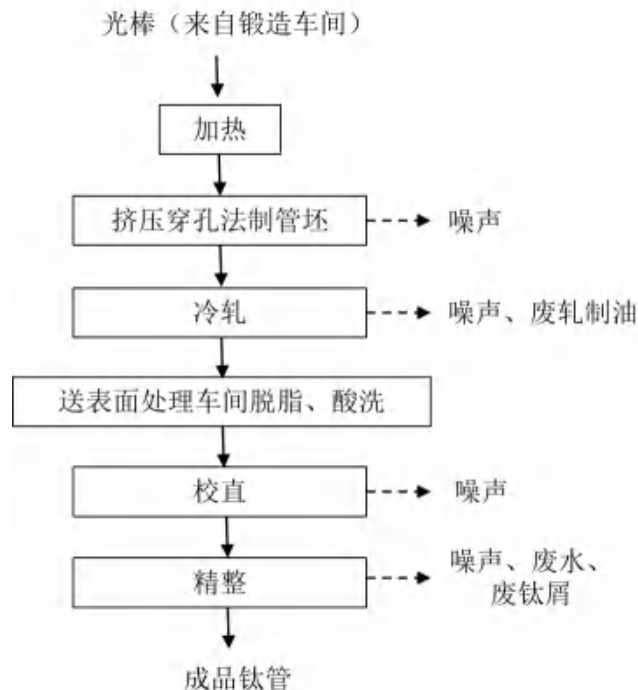 光棒（来自锻造车间）
加热
挤压穿孔法制管坯
噪声
冷轧
噪声、废轧制油
送表面处理车间脱脂、酸洗
校直
噪声
精整
噪声、废水、
废钛屑
成品钛管